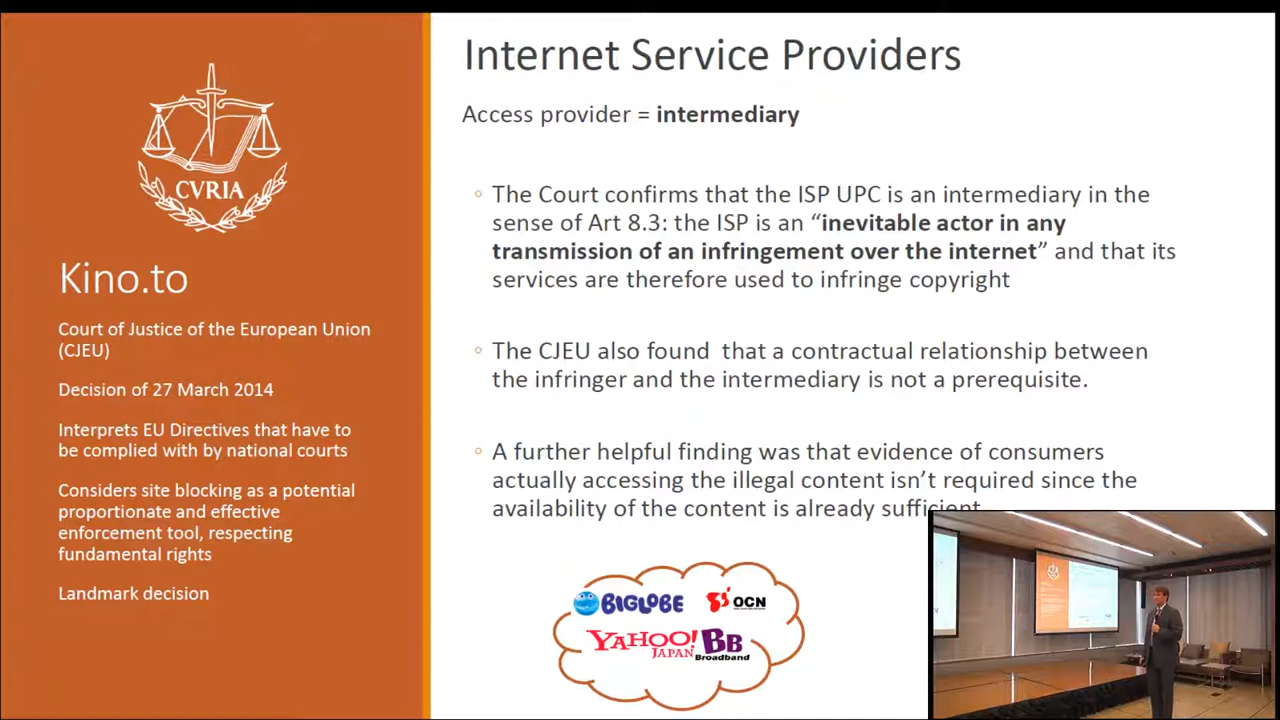 CVRIA
Kino.to
Court of Justice of the European Union
(CJEU)
Decision of 27 March 2014
Interprets EU Directives that have to
be complied with by national courts
Considers site blocking as a potential
proportionate and effective
enforcement tool, respecting
fundamental rights
Landmark decision
Internet Service Providers
Access provider = intermediary
The Court confirms that the ISP UPC is an intermediary in the
sense of Art 8.3: the ISP is an “inevitable actor in any
transmission of an infringement over the internet” and that its
services are therefore used to infringe copyright
The CJEU also found that a contractual relationship between
the infringer and the intermediary is not a prerequisite.
A further helpful finding was that evidence of consumers
actually accessing the illegal content isn’t required since the
availability of the content is already sufficient
BIGLOBE
OCN
YAHOO! BB
JAPAN Broadband